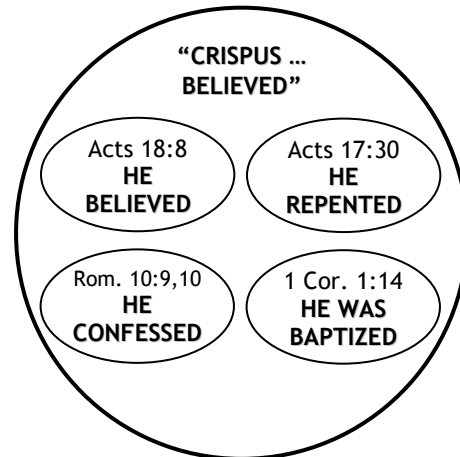 “CRISPUS …
BELIEVED”
Acts 18:8
HE
BELIEVED
Acts 17:30
HE
REPENTED
Rom. 10:9,10
HE
CONFESSED
1 Cor. 1:14
HE WAS
BAPTIZED